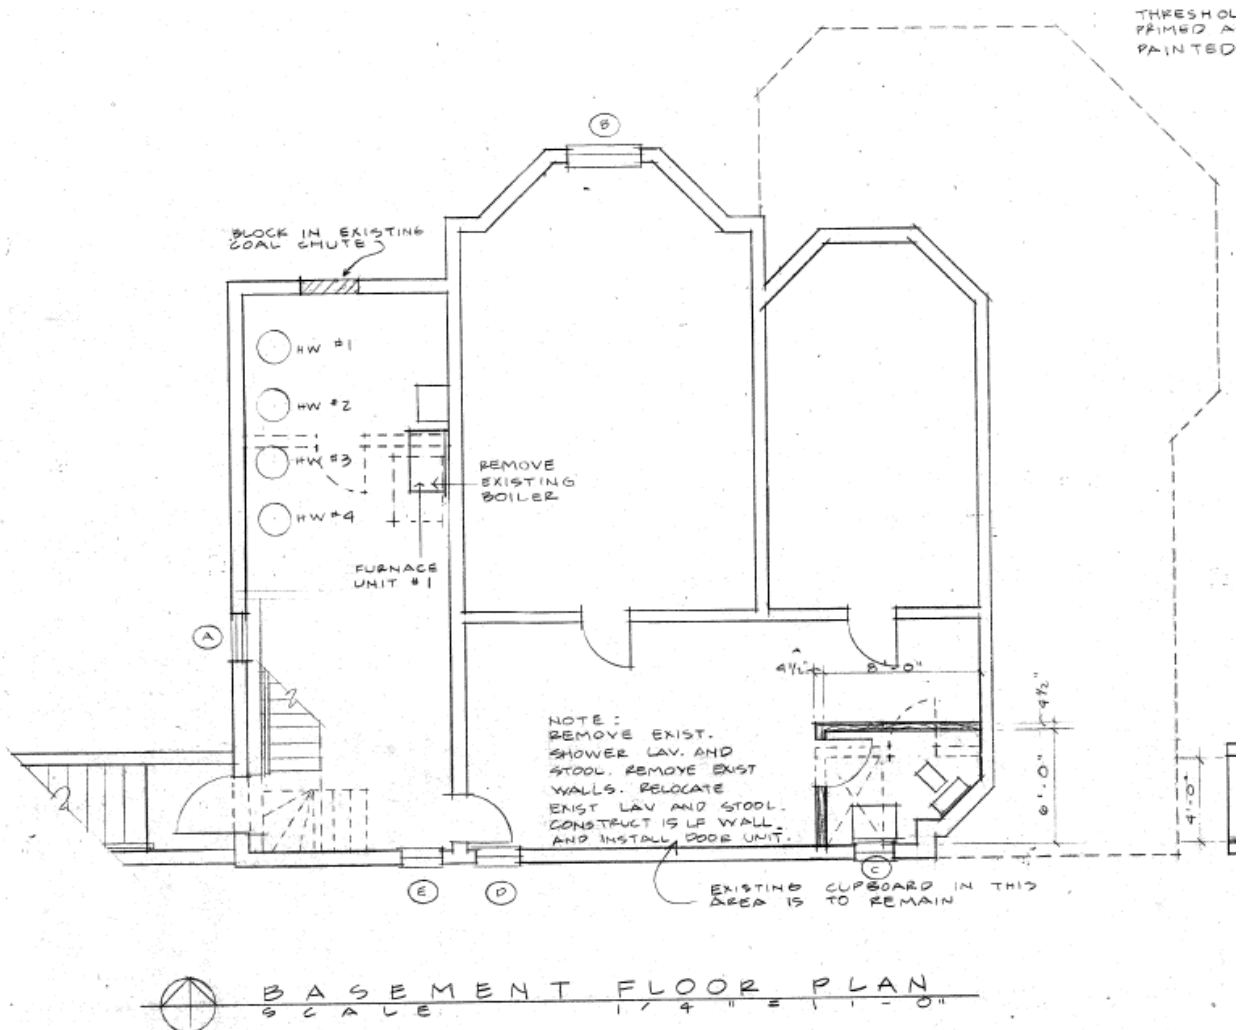 THRESHOL
PRIMED A
PAINTED
B
BLOCK IN EXISTING
COAL CHUTE
HW #1
HW #2
HW #3
HW #4
REMOVE
EXISTING
BOILER
FURNACE
UNIT #1
A
4½"
8'-0"
4½"
6'-0"
4'-0"
NOTE:
REMOVE EXIST.
SHOWER LAV. AND
STOOL. REMOVE EXIST
WALLS. RELOCATE
EXIST LAV AND STOOL.
CONSTRUCT 15 LF WALL
AND INSTALL DOOR UNIT.
E
D
C
EXISTING CUPBOARD IN THIS
AREA IS TO REMAIN
BASEMENT FLOOR PLAN
SCALE 1/4" = 1'-0"